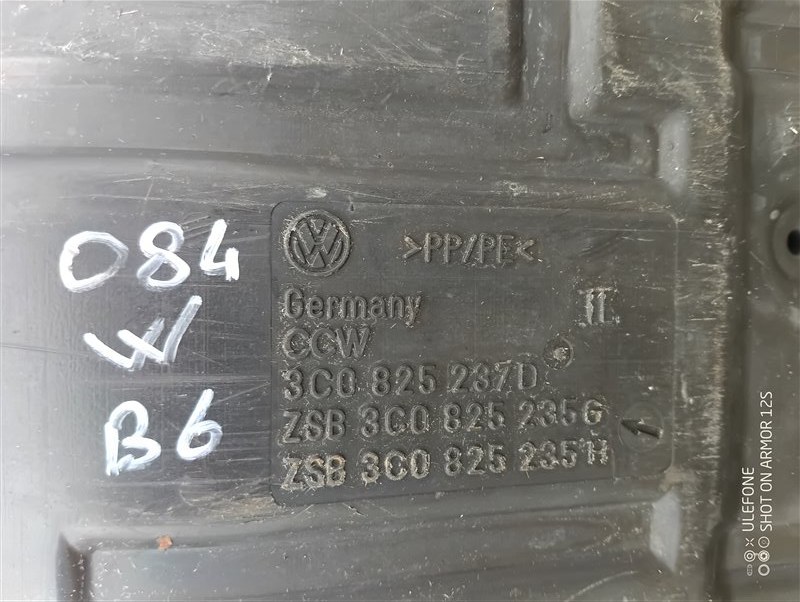 084
W
B6
>PP/PE<
Germany
IL
CCW
3C0 825 237D
ZSB 3C0 825 235G
ZSB 3C0 825 235H
ULEFONE
SHOT ON ARMOR 12S